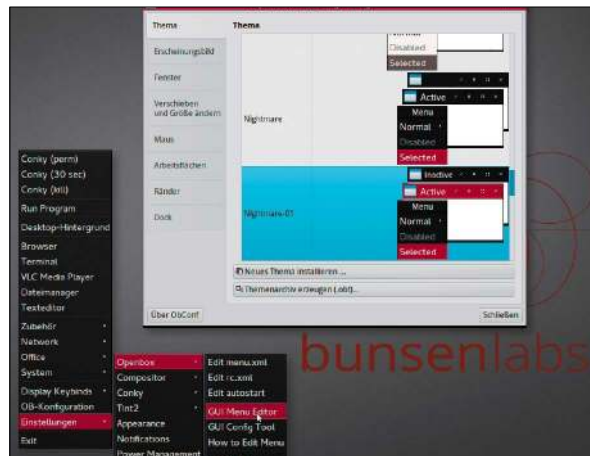 Thema
Erscheinungsbild
Fenster
Verschieben
und Größe ändern
Maus
Arbeitsflächen
Ränder
Dock
Über ObConf
Thema
Normal
Disabled
Selected
Nightmare
Active
Menu
Normal
Disabled
Selected
Nightmare-01
Inactive
Active
Menu
Normal
Disabled
Selected
Neues Thema installieren ...
Themenarchiv erzeugen (.obt)...
Schließen
Conky (perm)
Conky (30 sec)
Conky (kill)
Run Program
Desktop-Hintergrund
Browser
Terminal
VLC Media Player
Dateimanager
Texteditor
Zubehör
Network
Office
System
Display Keybinds
OB-Konfiguration
Einstellungen
Exit
Openbox
Compositor
Conky
Tint2
Appearance
Notifications
Power Management
Edit menu.xml
Edit rc.xml
Edit autostart
GUI Menu Editor
GUI Config Tool
How to Edit Menu
bunsenlabs